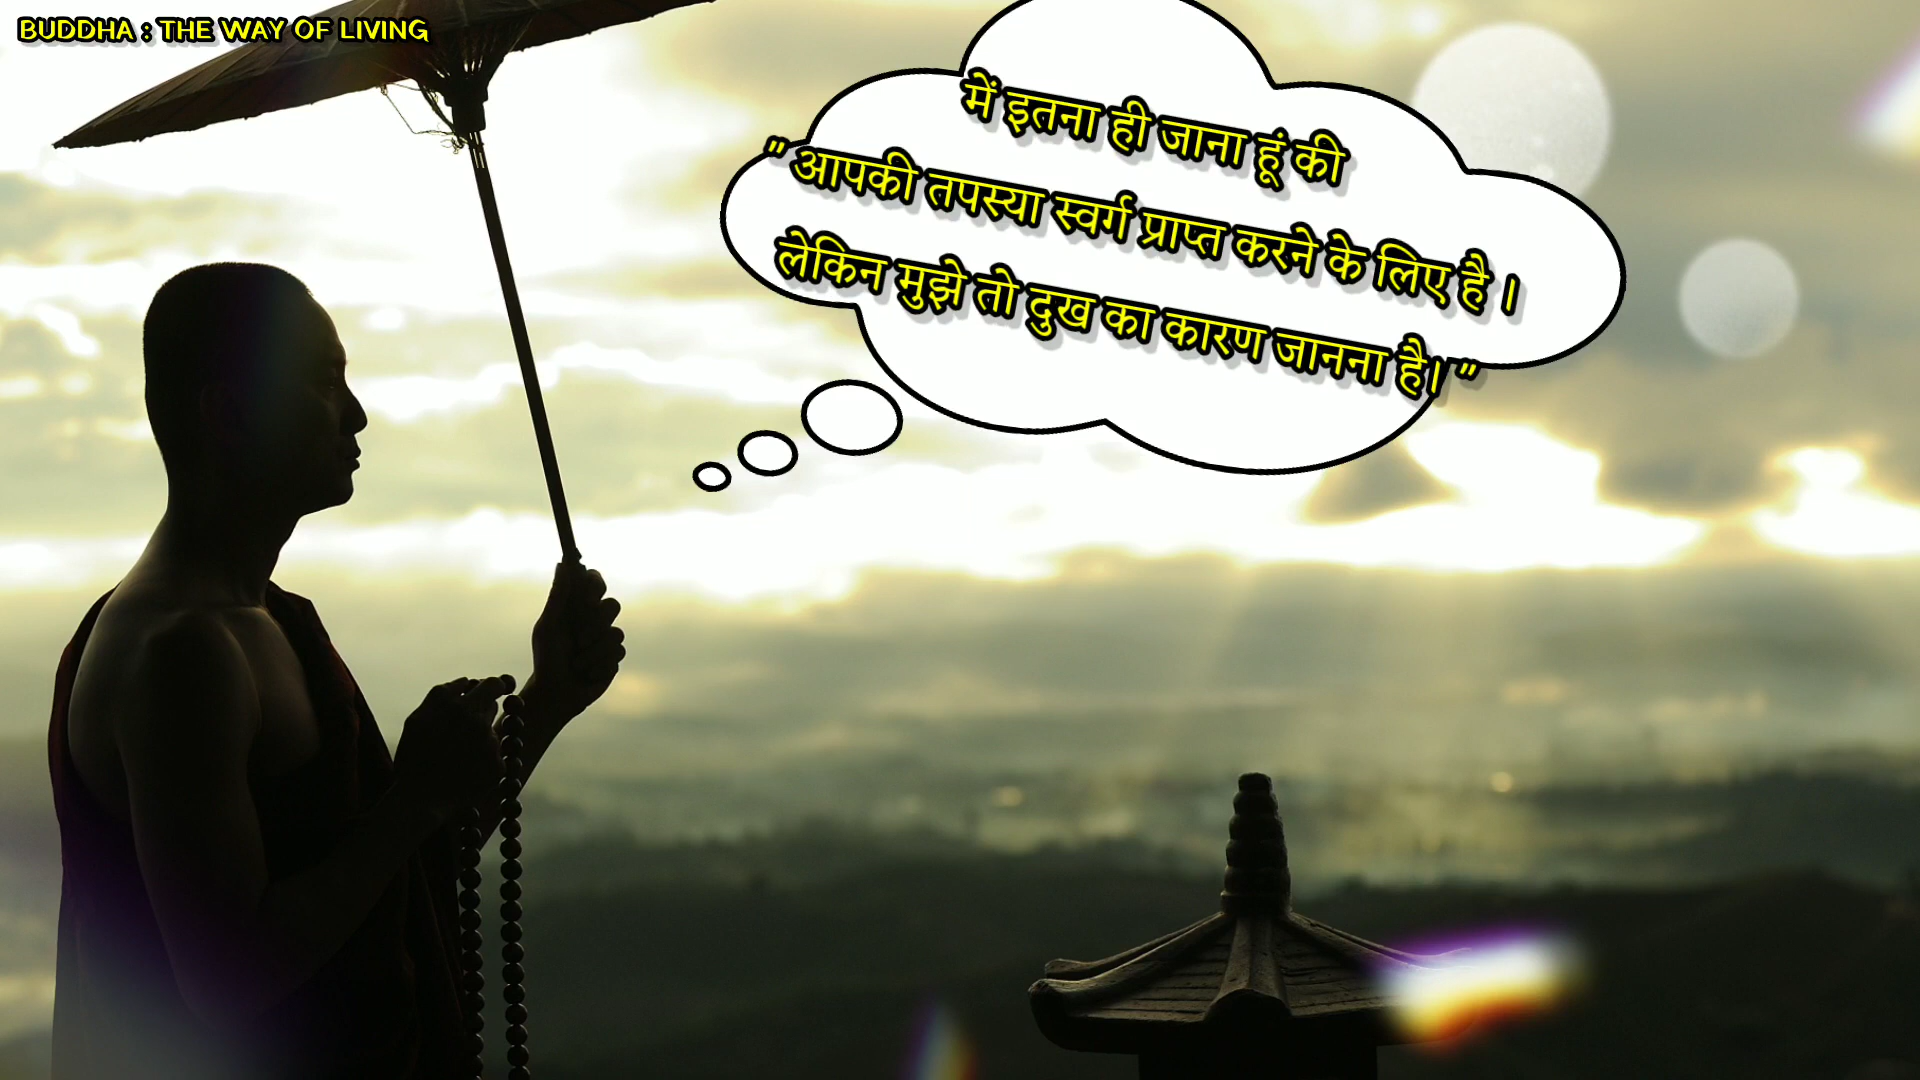 BUDDHA : THE WAY OF LIVING
में इतना ही जाना हूं की
" आपकी तपस्या स्वर्ग प्राप्त करने के लिए है ।
लेकिन मुझे तो दुख का कारण जानना है। "